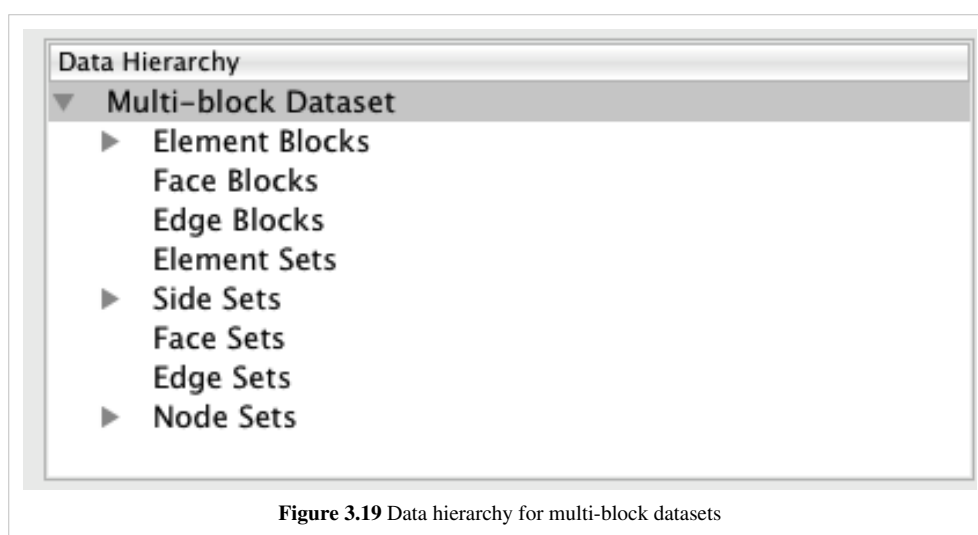 Data Hierarchy
Multi-block Dataset
Element Blocks
Face Blocks
Edge Blocks
Element Sets
Side Sets
Face Sets
Edge Sets
Node Sets
Figure 3.19 Data hierarchy for multi-block datasets